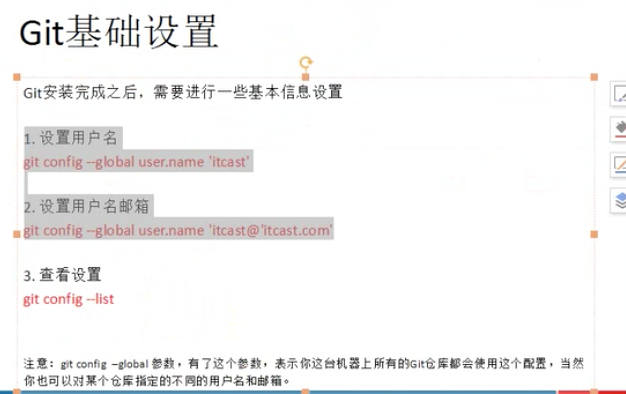 Git基础设置
Git安装完成之后，需要进行一些基本信息设置
1. 设置用户名
git config --global user.name 'itcast'
2. 设置用户名邮箱
git config --global user.name 'itcast@'itcast.com'
3. 查看设置
git config --list
注意：git config –global 参数，有了这个参数，表示你这台机器上所有的Git仓库都会使用这个配置，当然
你也可以对某个仓库指定的不同的用户名和邮箱。